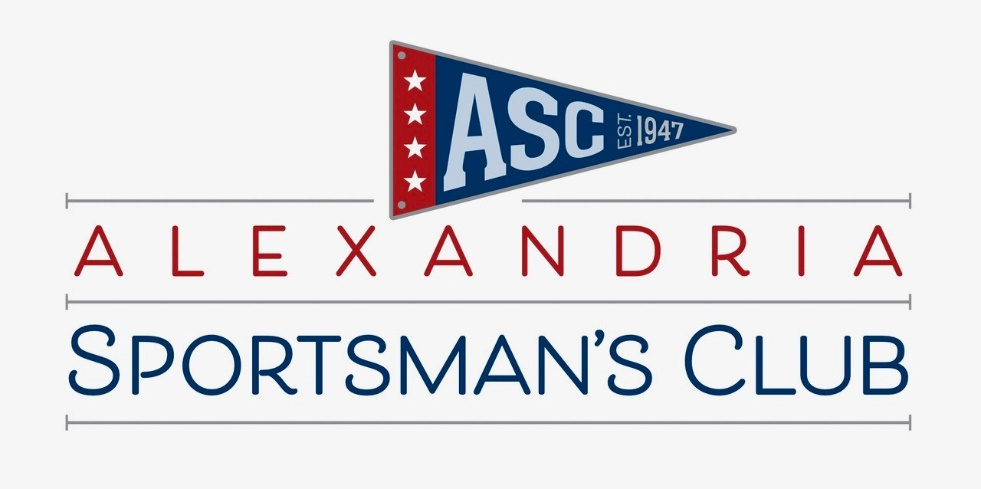 ASC EST. 1947
ALEXANDRIA
SPORTSMAN'S CLUB